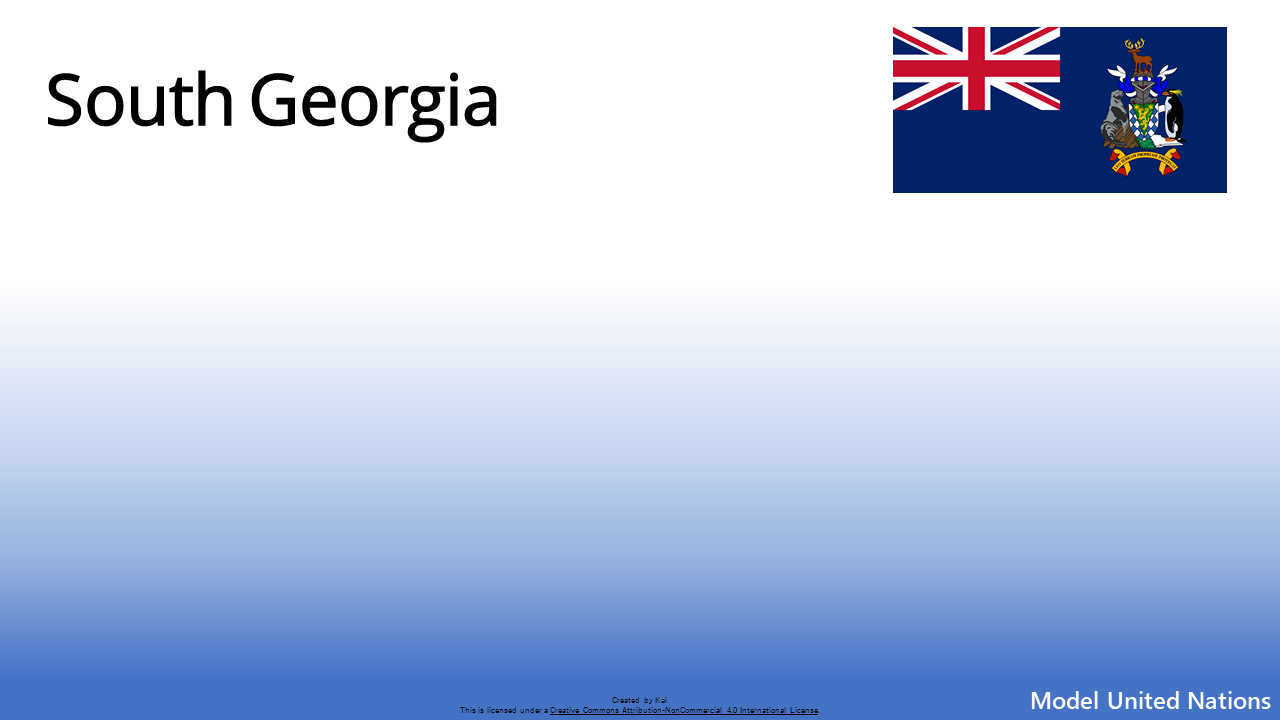 South Georgia
Created by Kai
This is licensed under a Creative Commons Attribution-NonCommercial 4.0 International License.
Model United Nations